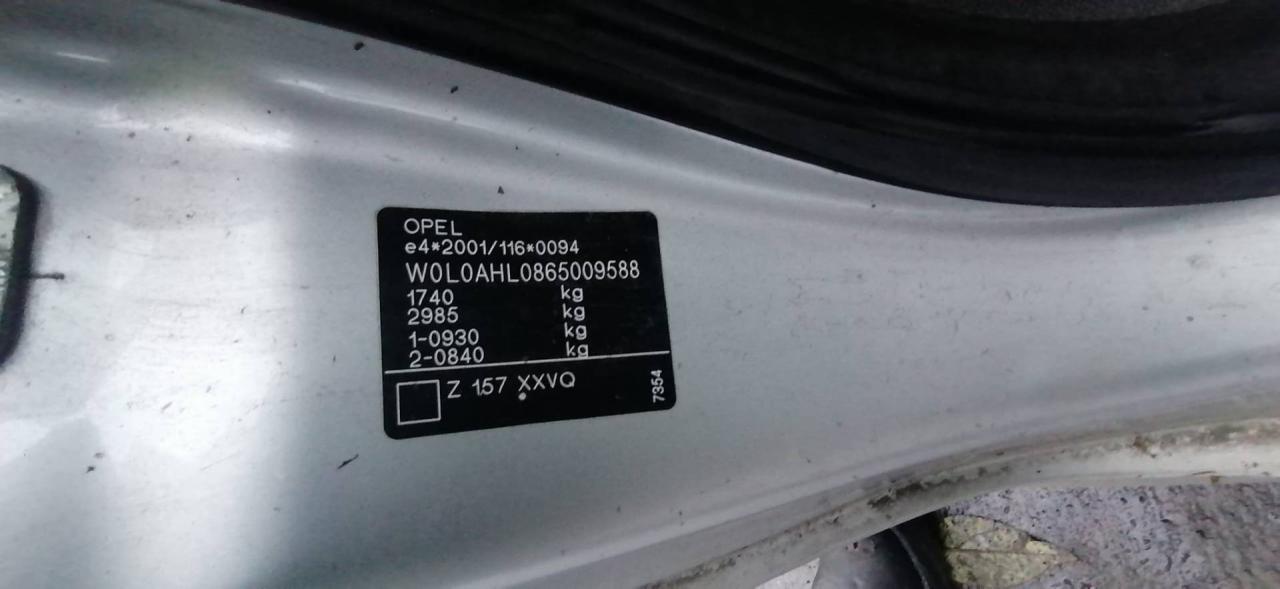 OPEL
e4*2001/116*0094
W0L0AHL0865009588
1740 kg
2985 kg
1-0930 kg
2-0840 kg
Z 157 XXVQ
7354